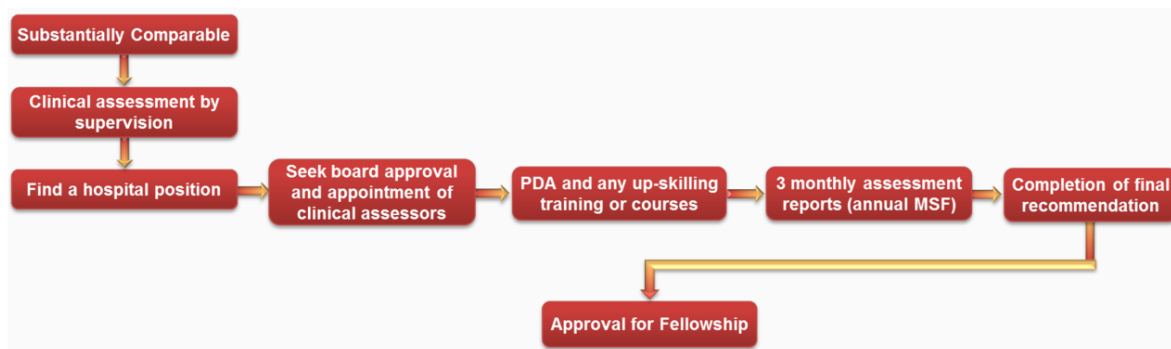 Substantially Comparable
Clinical assessment by
supervision
Find a hospital position
Seek board approval
and appointment of
clinical assessors
PDA and any up-skilling
training or courses
3 monthly assessment
reports (annual MSF)
Completion of final
recommendation
Approval for Fellowship